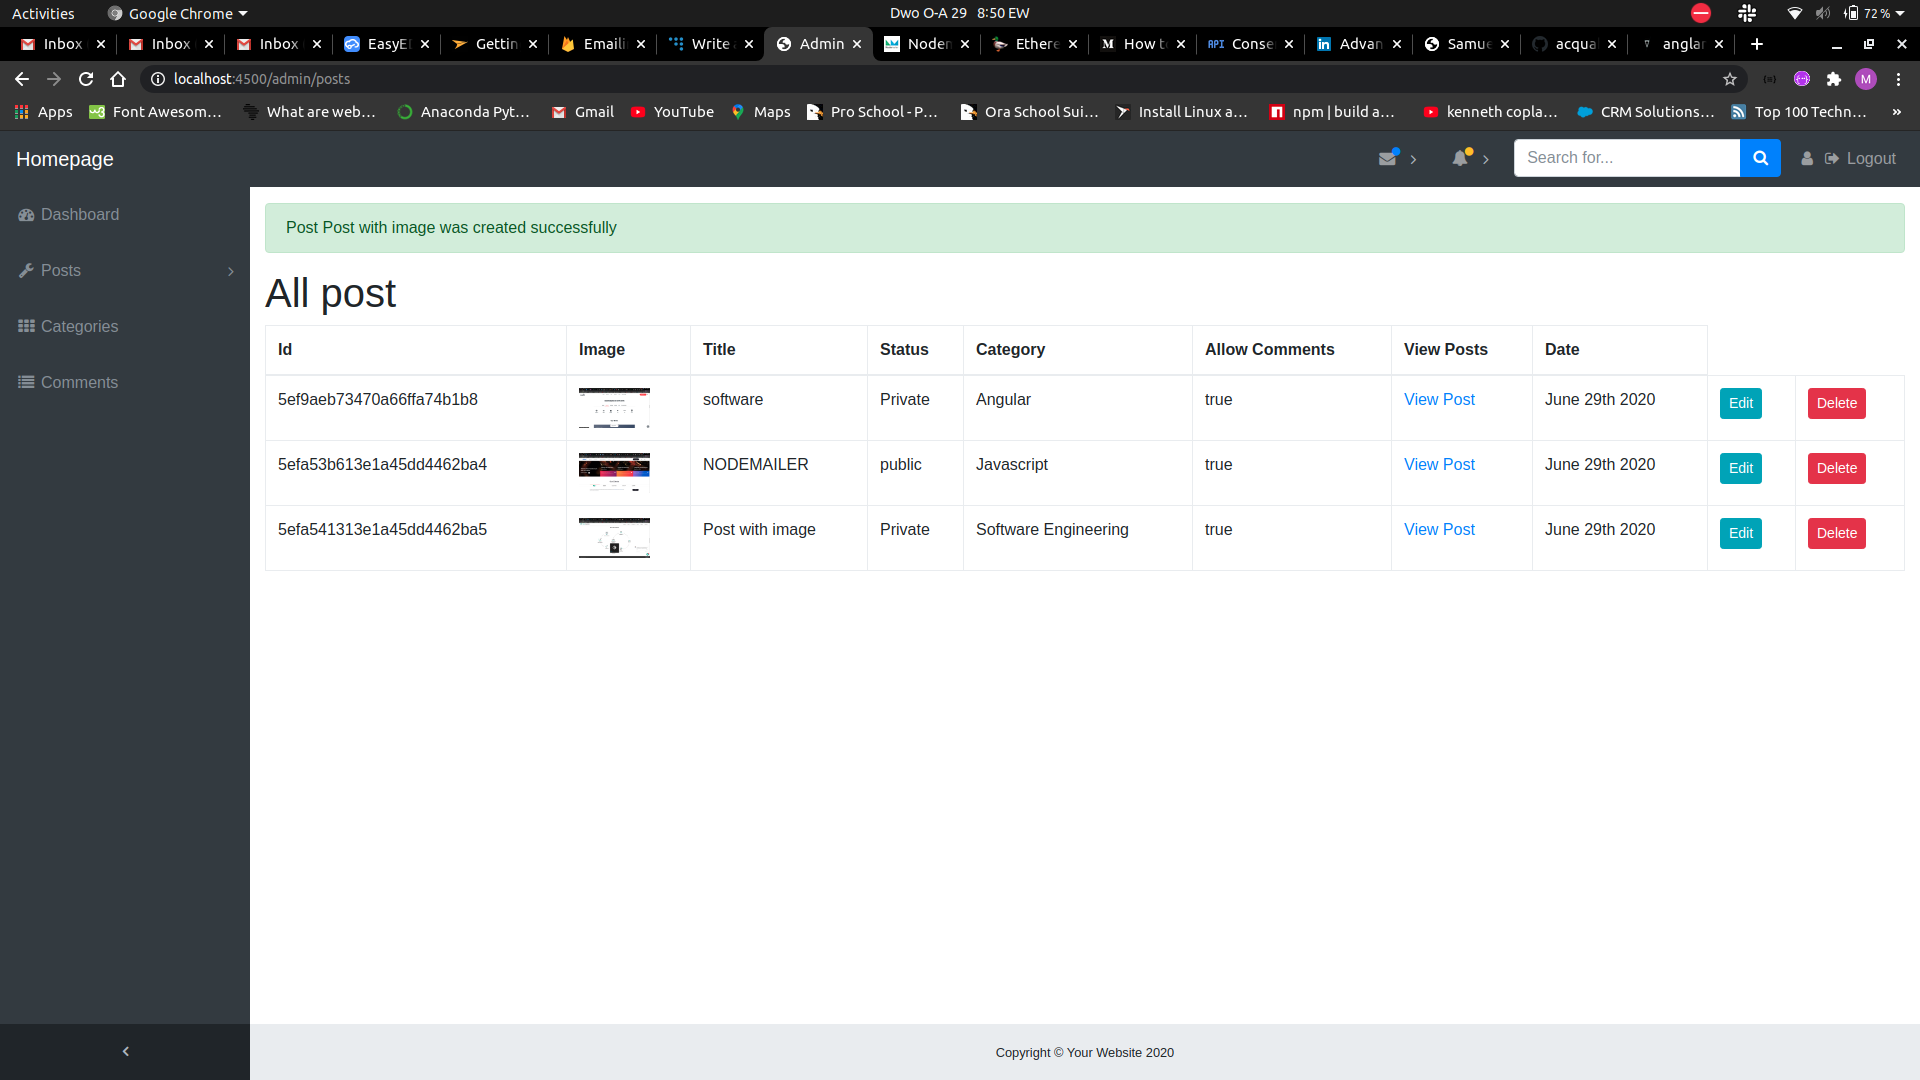 Activities Google Chrome Dwo O-A 29 8:50 EW 72 %
Inbox Inbox Inbox EasyE Gettin Emaili Write Admin Noden Ethere How t Conse Advan Samue acqua anglar
localhost:4500/admin/posts M
Apps Font Awesom… What are web… Anaconda Pyt… Gmail YouTube Maps Pro School - P… Ora School Sui… Install Linux a… npm | build a… kenneth copla… CRM Solutions… Top 100 Techn… »
Homepage Search for... Logout
Dashboard
Posts
Categories
Comments
Post Post with image was created successfully
All post
Id Image Title Status Category Allow Comments View Posts Date
5ef9aeb73470a66ffa74b1b8 software Private Angular true View Post June 29th 2020 Edit Delete
5efa53b613e1a45dd4462ba4 NODEMAILER public Javascript true View Post June 29th 2020 Edit Delete
5efa541313e1a45dd4462ba5 Post with image Private Software Engineering true View Post June 29th 2020 Edit Delete
Copyright © Your Website 2020